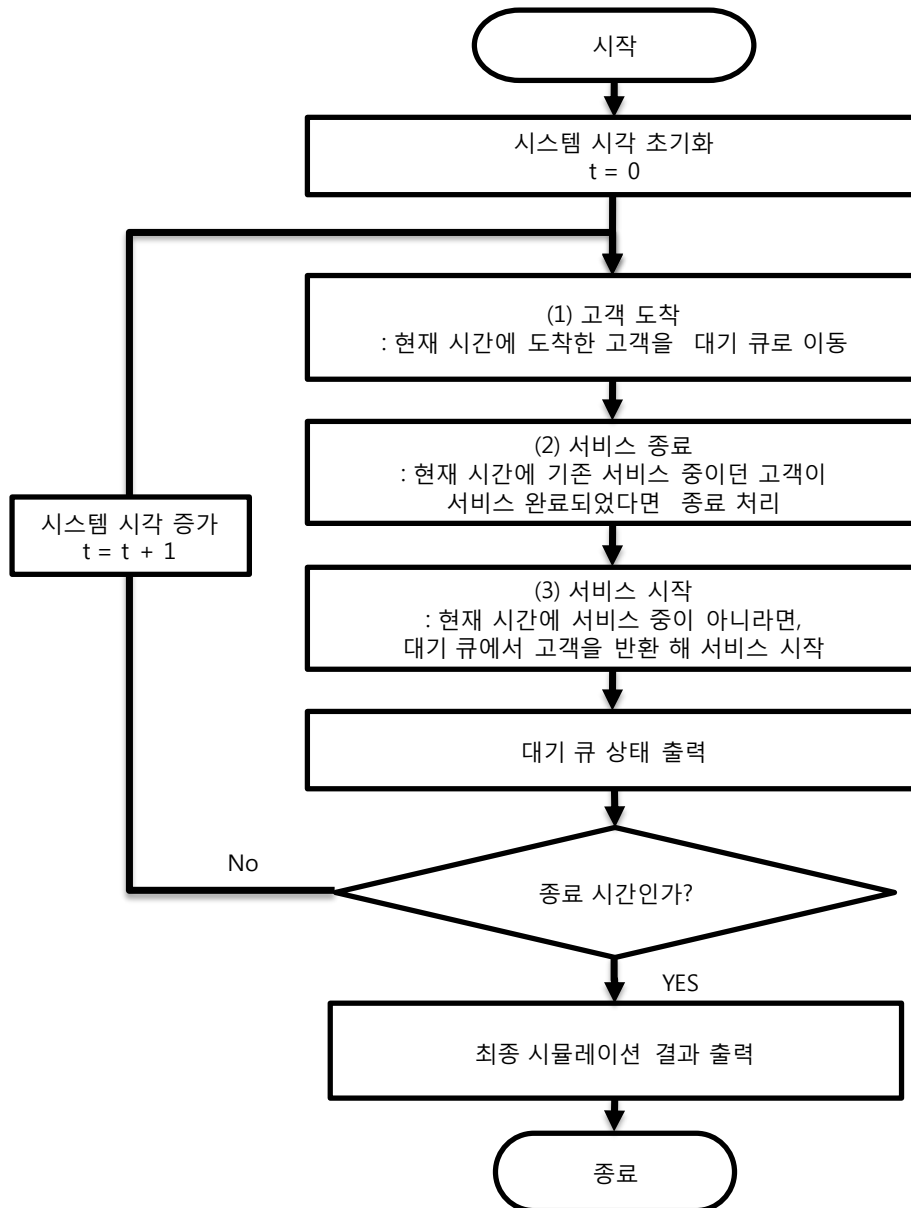 시작
시스템 시각 초기화
t = 0
(1) 고객 도착
: 현재 시간에 도착한 고객을 대기 큐로 이동
(2) 서비스 종료
: 현재 시간에 기존 서비스 중이던 고객이
서비스 완료되었다면 종료 처리
시스템 시각 증가
t = t + 1
(3) 서비스 시작
: 현재 시간에 서비스 중이 아니라면,
대기 큐에서 고객을 반환 해 서비스 시작
대기 큐 상태 출력
No
종료 시간인가?
YES
최종 시뮬레이션 결과 출력
종료